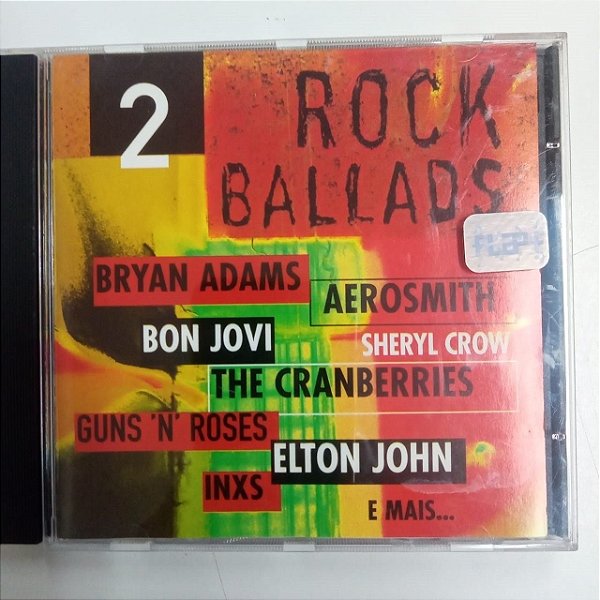 2
ROCK
BALLADS
BRYAN ADAMS
AEROSMITH
BON JOVI
SHERYL CROW
THE CRANBERRIES
GUNS 'N' ROSES
ELTON JOHN
INXS
E MAIS...